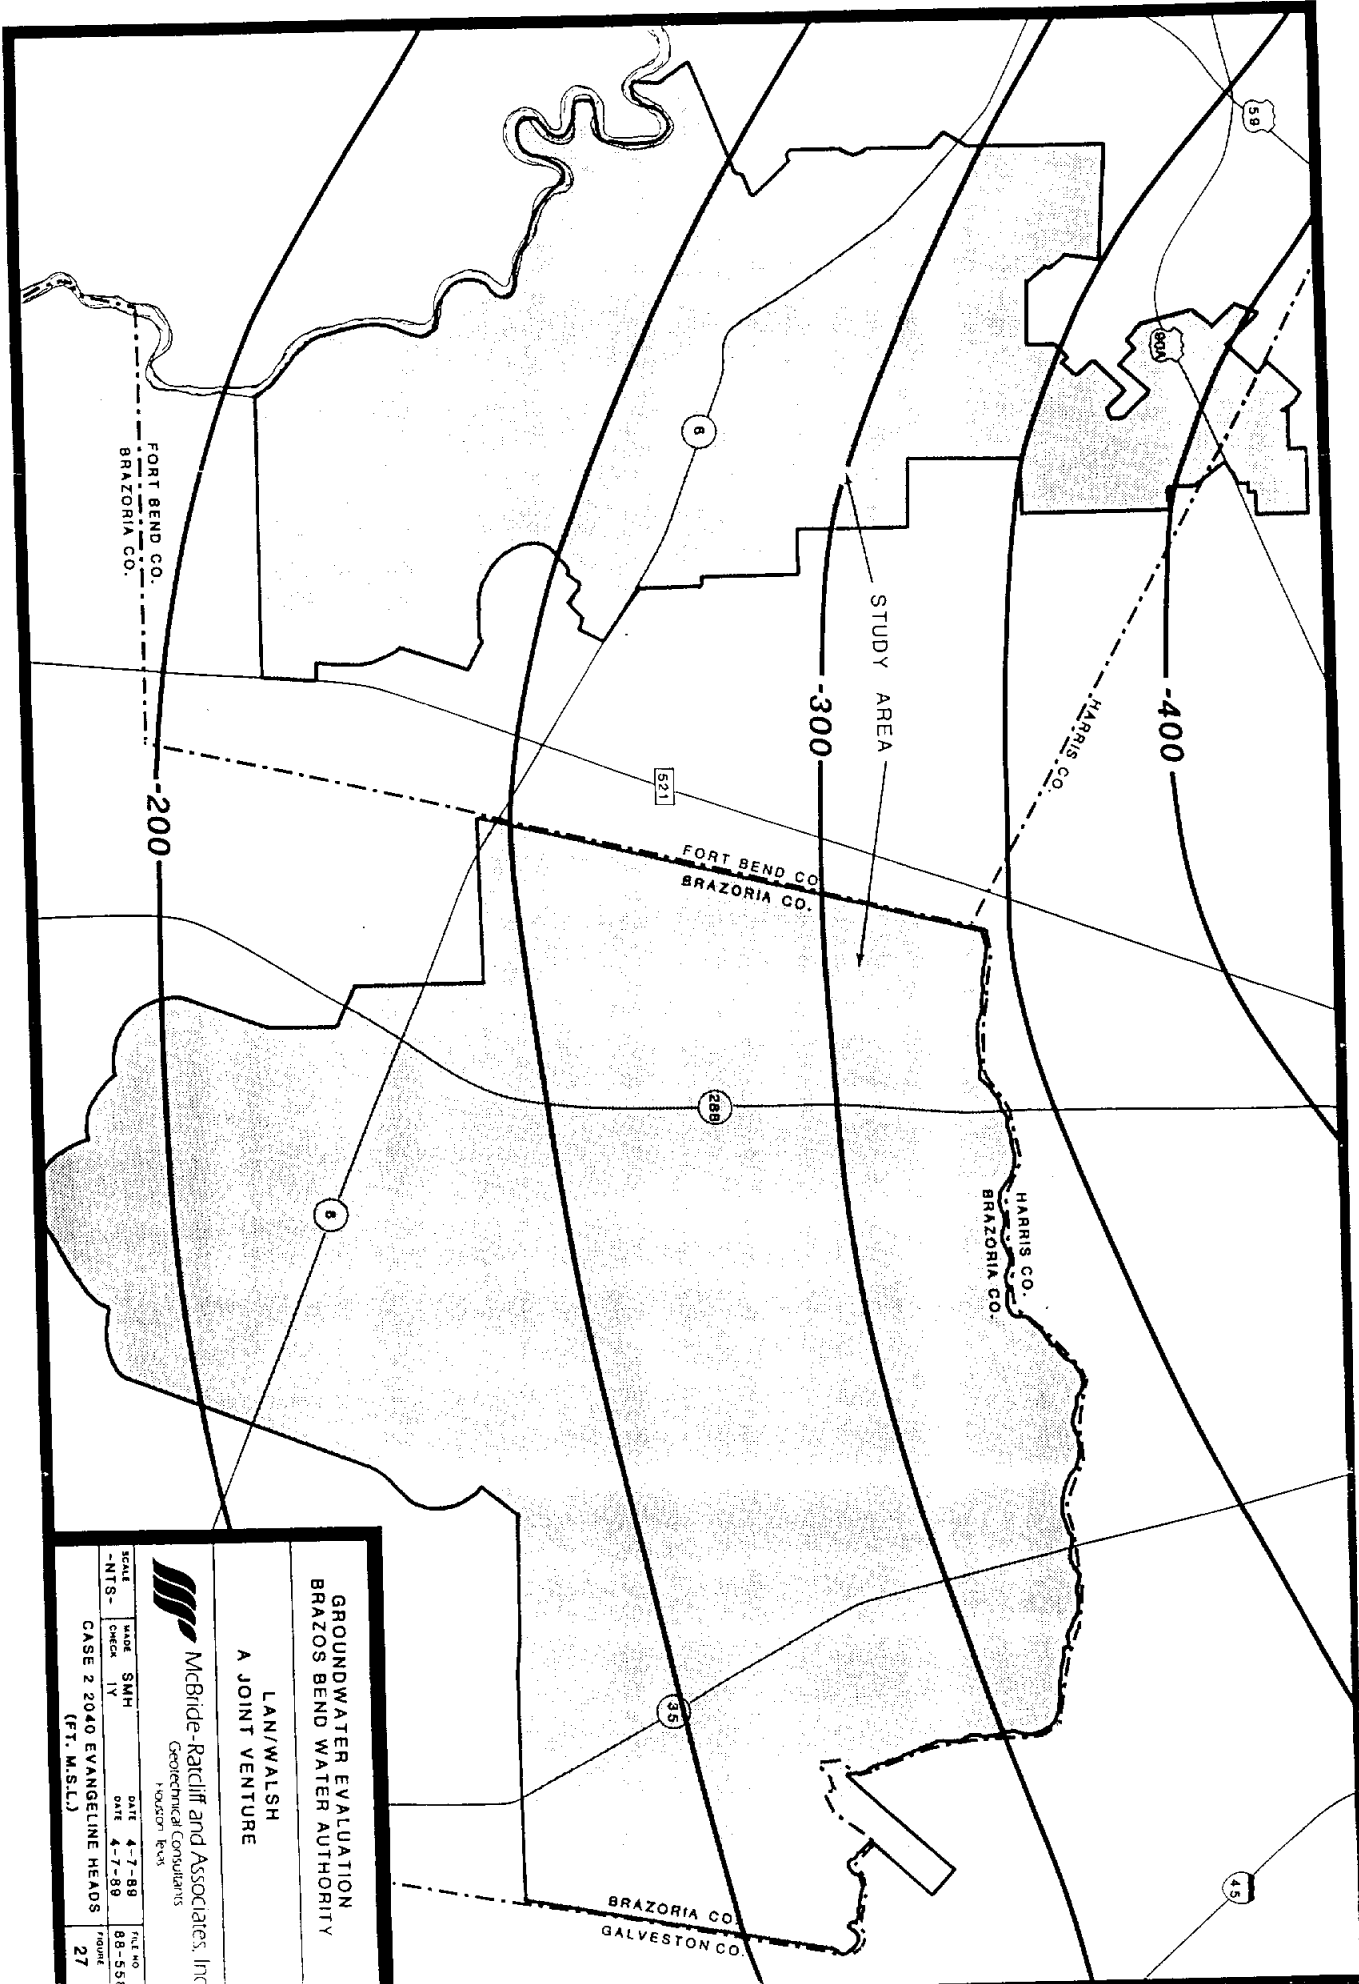 59
90A
6
STUDY AREA
FORT BEND CO.
BRAZORIA CO.
-300
-400
HARRIS CO.
521
-200
FORT BEND CO.
BRAZORIA CO.
288
HARRIS CO.
BRAZORIA CO.
6
35
45
BRAZORIA CO.
GALVESTON CO.
GROUNDWATER EVALUATION
BRAZOS BEND WATER AUTHORITY
LAN/WALSH
A JOINT VENTURE
McBride-Ratcliff and Associates, Inc
Geotechnical Consultants
Houston Texas
SCALE -NTS-
MADE SMH DATE 4-7-89
CHECK IY DATE 4-7-89
FILE NO 88-558
CASE 2 2040 EVANGELINE HEADS
(FT. M.S.L.)
FIGURE 27